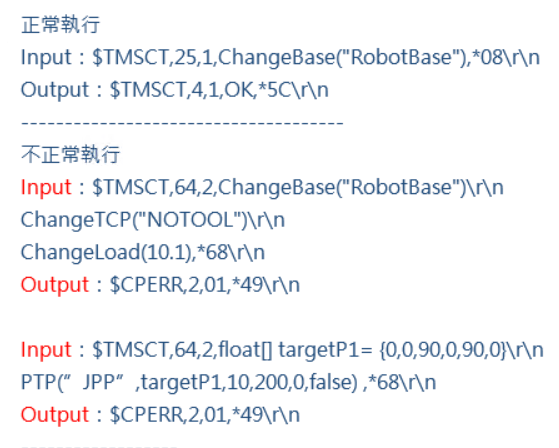 正常執行
Input：$TMSCT,25,1,ChangeBase("RobotBase"),*08\r\n
Output：$TMSCT,4,1,OK,*5C\r\n
-------------------------------------
不正常執行
Input：$TMSCT,64,2,ChangeBase("RobotBase")\r\n
ChangeTCP("NOTOOL")\r\n
ChangeLoad(10.1),*68\r\n
Output：$CPERR,2,01,*49\r\n
Input：$TMSCT,64,2,float[] targetP1= {0,0,90,0,90,0}\r\n
PTP(”JPP”,targetP1,10,200,0,false) ,*68\r\n
Output：$CPERR,2,01,*49\r\n
------------------